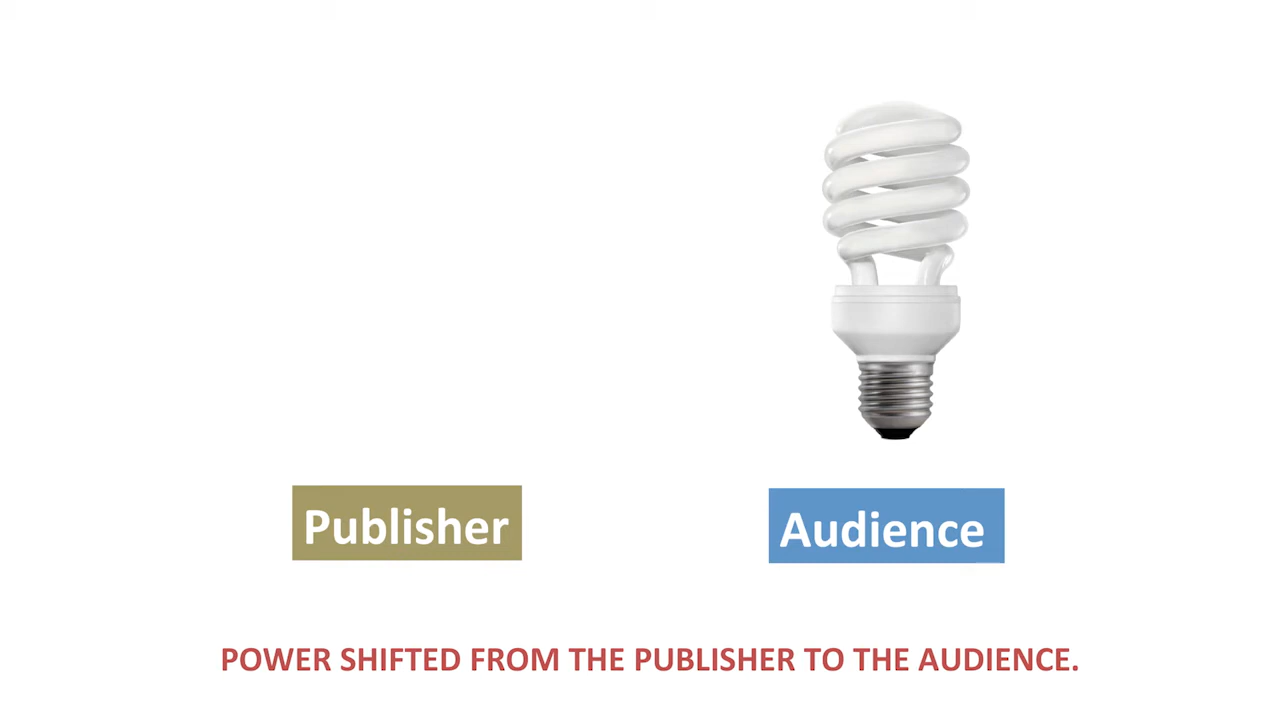 Publisher
Audience
POWER SHIFTED FROM THE PUBLISHER TO THE AUDIENCE.